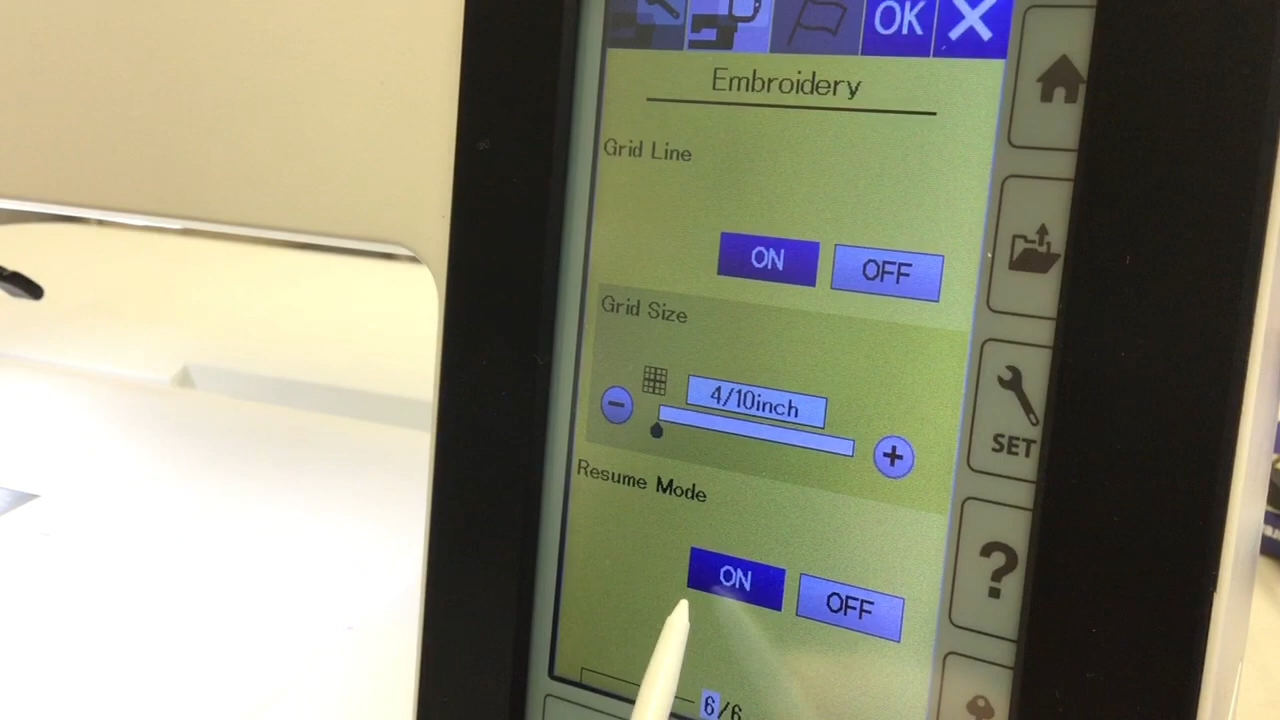 OK
Embroidery
Grid Line
ON OFF
Grid Size
4/10inch
− +
SET
Resume Mode
?
ON OFF
6/6